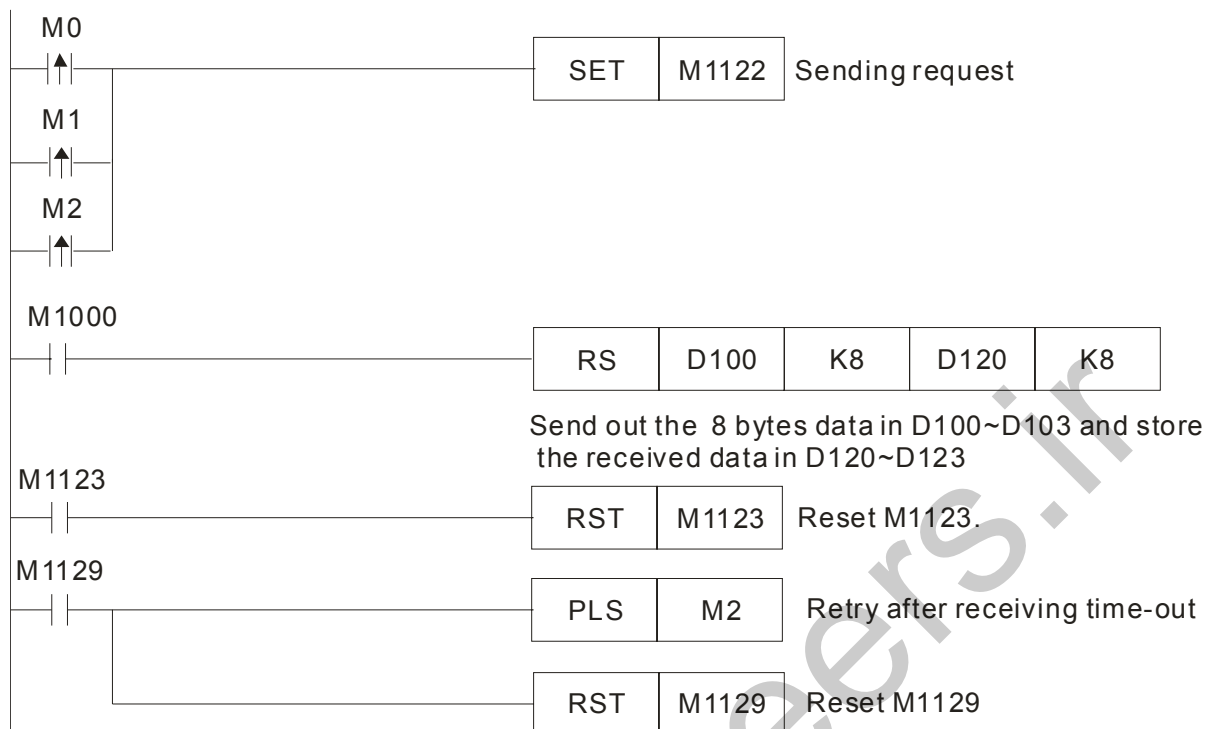 M0
SET M1122 Sending request
M1
M2
M1000
RS D100 K8 D120 K8
Send out the 8 bytes data in D100~D103 and store
the received data in D120~D123
M1123
RST M1123 Reset M1123.
M1129
PLS M2 Retry after receiving time-out
RST M1129 Reset M1129
eers.ir